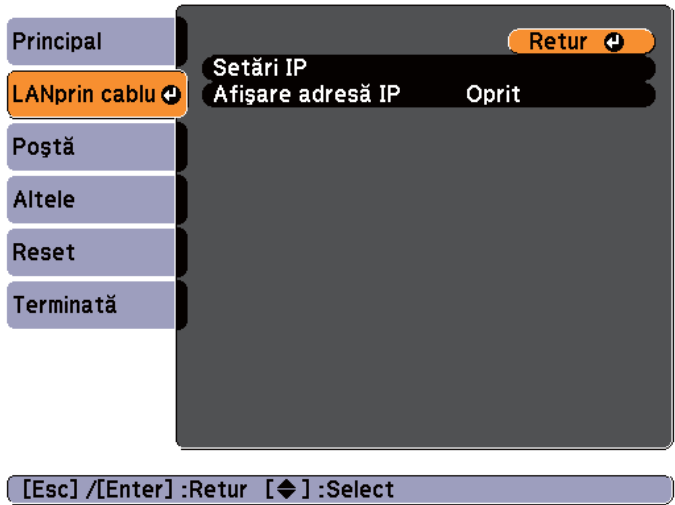 Principal
LANprin cablu
Poştă
Altele
Reset
Terminată
Retur
Setări IP
Afişare adresă IP Oprit
[Esc] /[Enter] :Retur [◆] :Select